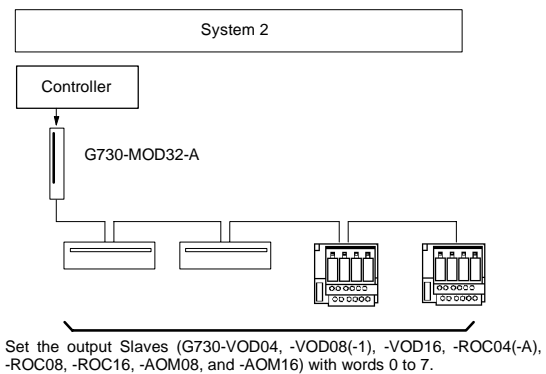 System 2
Controller
G730-MOD32-A
Set the output Slaves (G730-VOD04, -VOD08(-1), -VOD16, -ROC04(-A),
-ROC08, -ROC16, -AOM08, and -AOM16) with words 0 to 7.